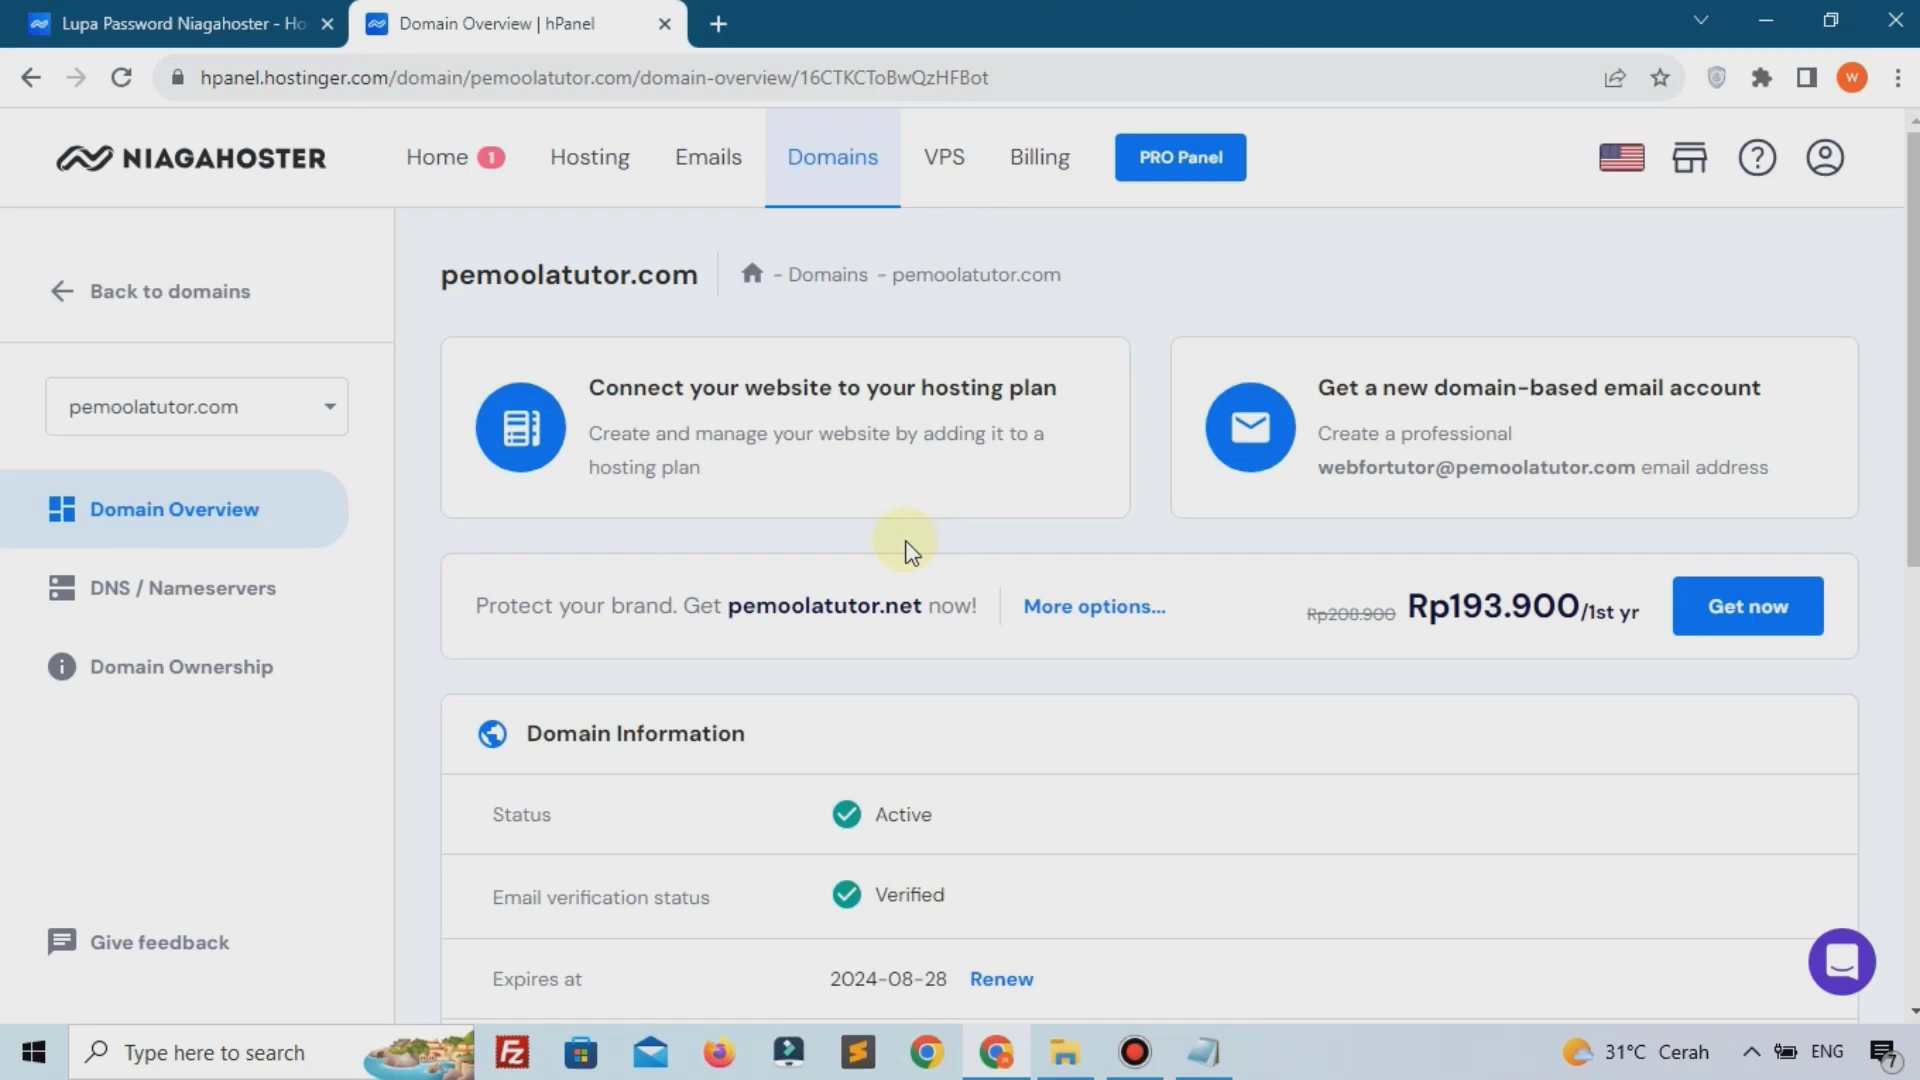 Lupa Password Niagahoster - Ho
Domain Overview | hPanel
hpanel.hostinger.com/domain/pemoolatutor.com/domain-overview/16CTKCToBwQzHFBot
W
NIAGAHOSTER
Home 1
Hosting
Emails
Domains
VPS
Billing
PRO Panel
Back to domains
pemoolatutor.com
Domain Overview
DNS / Nameservers
Domain Ownership
Give feedback
pemoolatutor.com
- Domains - pemoolatutor.com
Connect your website to your hosting plan
Create and manage your website by adding it to a
hosting plan
Get a new domain-based email account
Create a professional
webfortutor@pemoolatutor.com email address
Protect your brand. Get pemoolatutor.net now!
More options...
Rp208.900 Rp193.900/1st yr
Get now
Domain Information
Status
Active
Email verification status
Verified
Expires at
2024-08-28 Renew
Type here to search
31°C Cerah
ENG
7